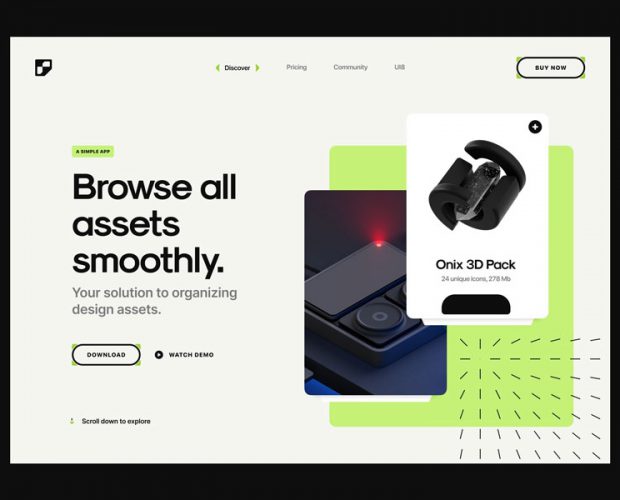 Discover
Pricing
Community
UI8
BUY NOW
A SIMPLE APP
Browse all
assets
smoothly.
Your solution to organizing
design assets.
DOWNLOAD
WATCH DEMO
Scroll down to explore
Onix 3D Pack
24 unique icons, 278 Mb